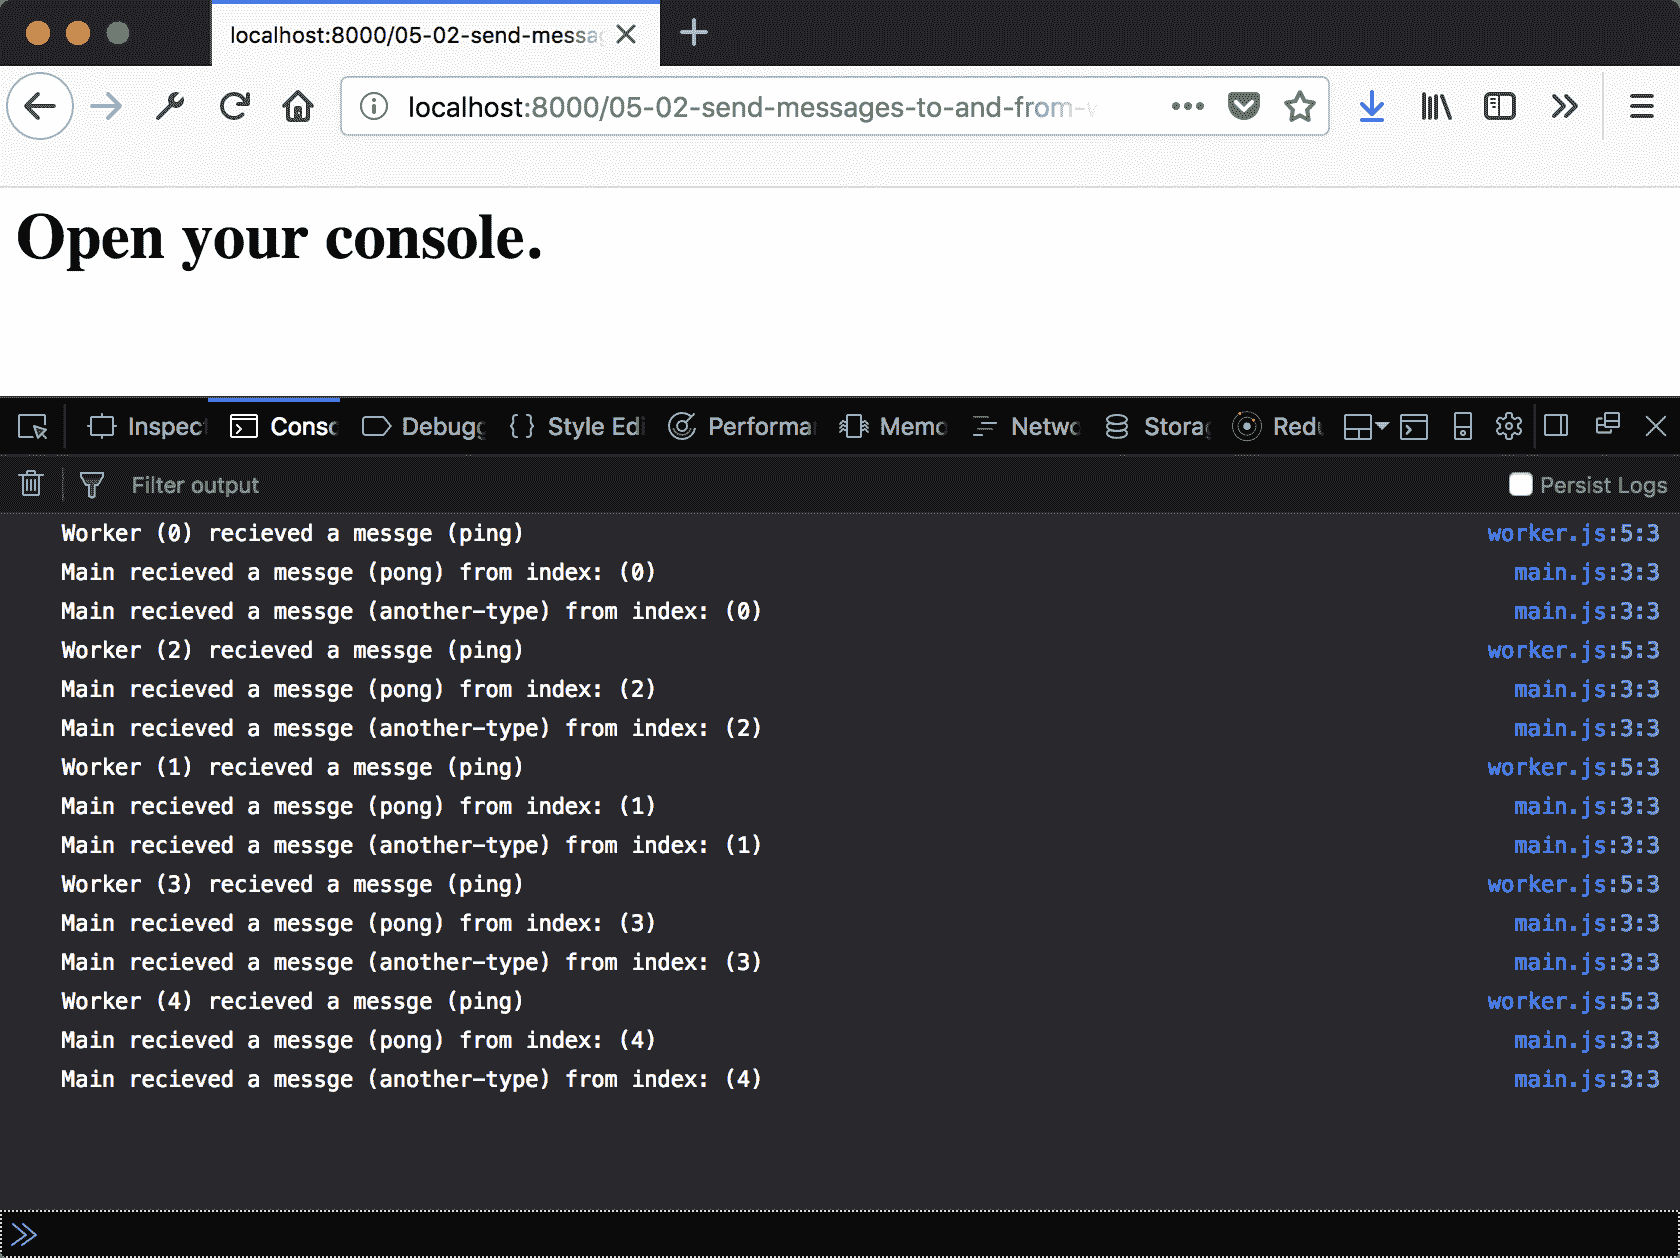 localhost:8000/05-02-send-messa
localhost:8000/05-02-send-messages-to-and-from-
Open your console.
Inspec Conso Debugg { } Style Edi Performa Memo Netwo Storag Redu
Filter output Persist Logs
Worker (0) recieved a messge (ping) worker.js:5:3
Main recieved a messge (pong) from index: (0) main.js:3:3
Main recieved a messge (another-type) from index: (0) main.js:3:3
Worker (2) recieved a messge (ping) worker.js:5:3
Main recieved a messge (pong) from index: (2) main.js:3:3
Main recieved a messge (another-type) from index: (2) main.js:3:3
Worker (1) recieved a messge (ping) worker.js:5:3
Main recieved a messge (pong) from index: (1) main.js:3:3
Main recieved a messge (another-type) from index: (1) main.js:3:3
Worker (3) recieved a messge (ping) worker.js:5:3
Main recieved a messge (pong) from index: (3) main.js:3:3
Main recieved a messge (another-type) from index: (3) main.js:3:3
Worker (4) recieved a messge (ping) worker.js:5:3
Main recieved a messge (pong) from index: (4) main.js:3:3
Main recieved a messge (another-type) from index: (4) main.js:3:3